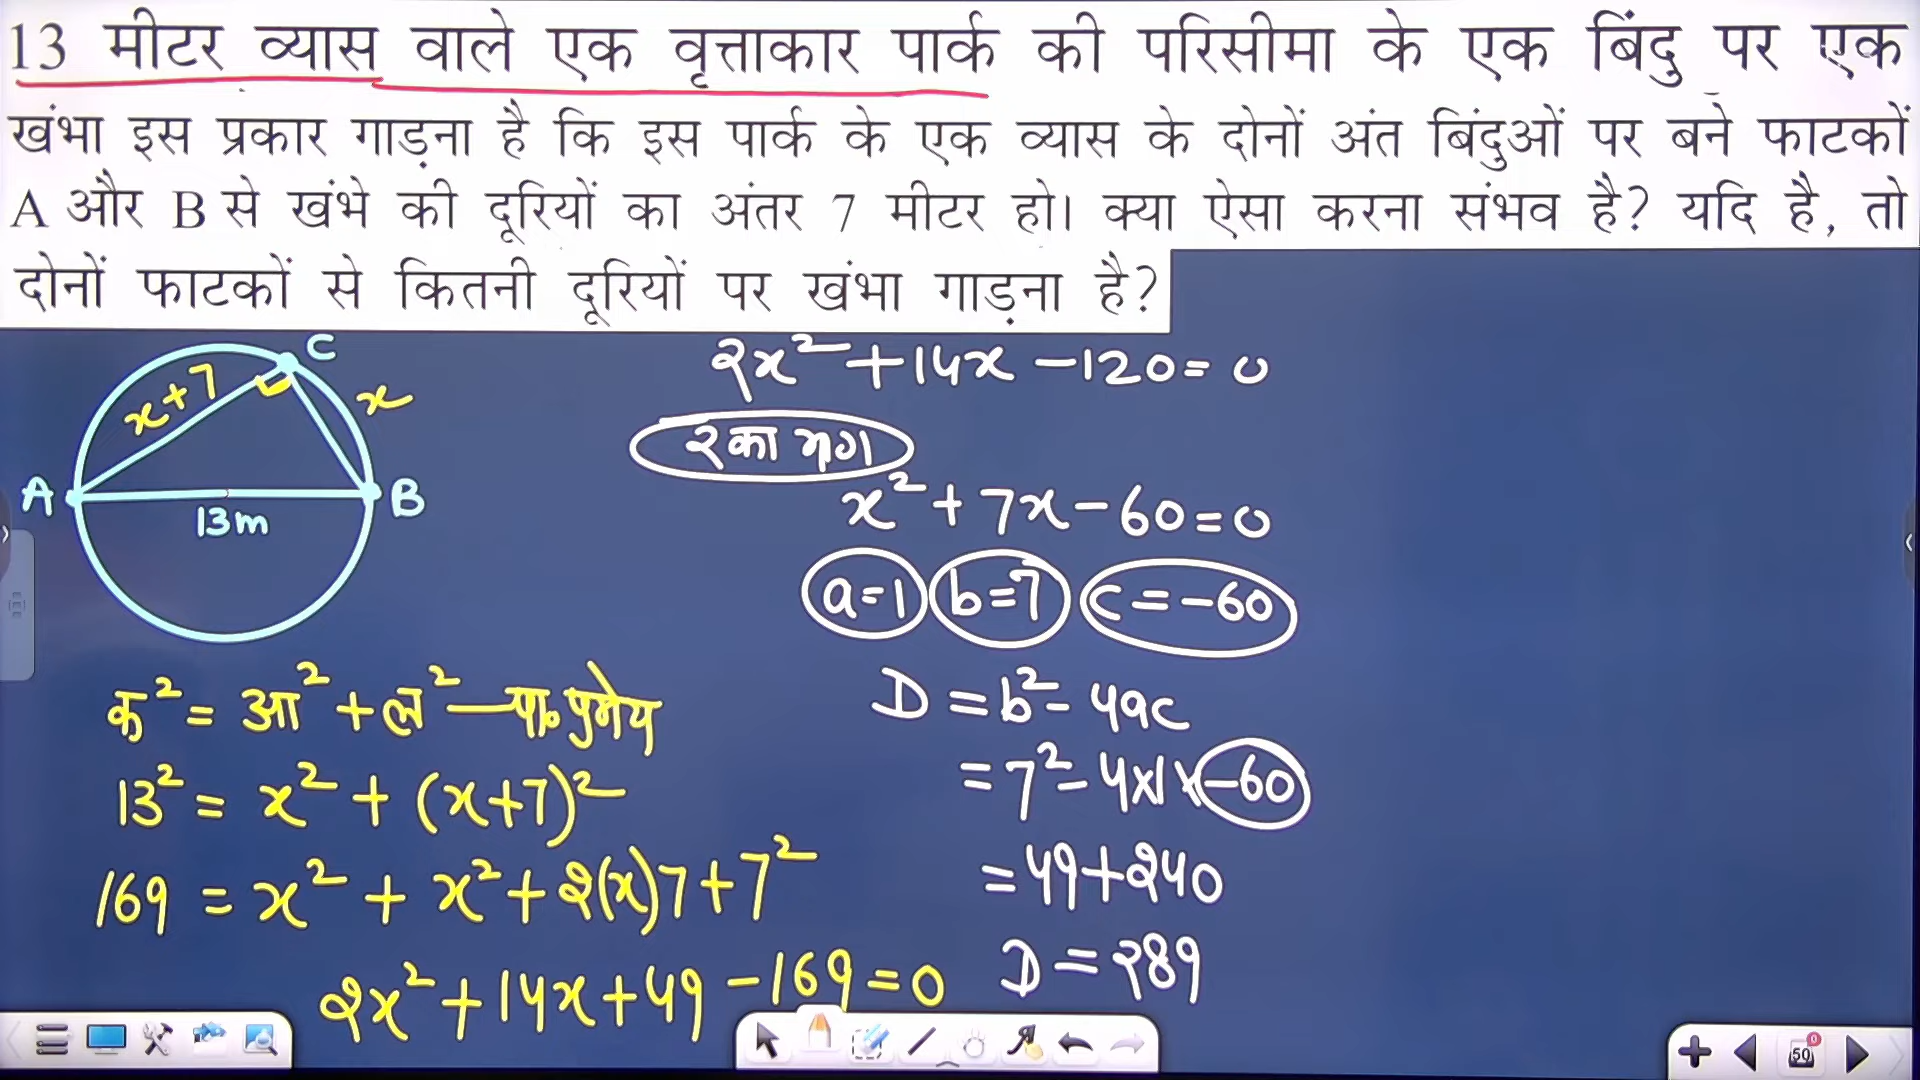 13 मीटर व्यास वाले एक वृत्ताकार पार्क की परिसीमा के एक बिंदु पर एक
खंभा इस प्रकार गाड़ना है कि इस पार्क के एक व्यास के दोनों अंत बिंदुओं पर बने फाटकों
A और B से खंभे की दूरियों का अंतर 7 मीटर हो। क्या ऐसा करना संभव है? यदि है, तो
दोनों फाटकों से कितनी दूरियों पर खंभा गाड़ना है?
C
x+7
x
A
B
13m
क² = आ² + ल² — पा० प्रमेय
13² = x² + (x+7)²
169 = x² + x² + 2(x)7 + 7²
2x² + 14x + 49 - 169 = 0
2x² + 14x - 120 = 0
2 का भाग
x² + 7x - 60 = 0
a=1 b=7 c=-60
D = b² - 4ac
= 7² - 4×1×-60
= 49 + 240
D = 289
50
0